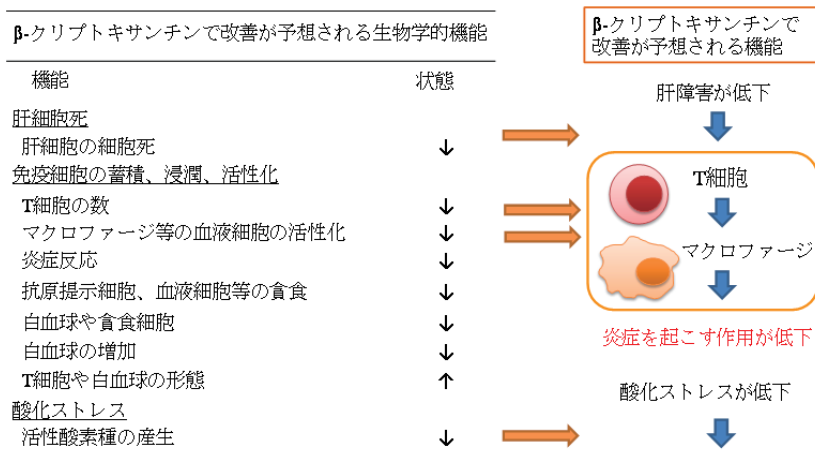 β-クリプトキサンチンで改善が予想される生物学的機能
機能 状態
肝細胞死
肝細胞の細胞死 ↓
免疫細胞の蓄積、浸潤、活性化
T細胞の数 ↓
マクロファージ等の血液細胞の活性化 ↓
炎症反応 ↓
抗原提示細胞、血液細胞等の貪食 ↓
白血球や貪食細胞 ↓
白血球の増加 ↓
T細胞や白血球の形態 ↑
酸化ストレス
活性酸素種の産生 ↓
β-クリプトキサンチンで
改善が予想される機能
肝障害が低下
T細胞
マクロファージ
炎症を起こす作用が低下
酸化ストレスが低下